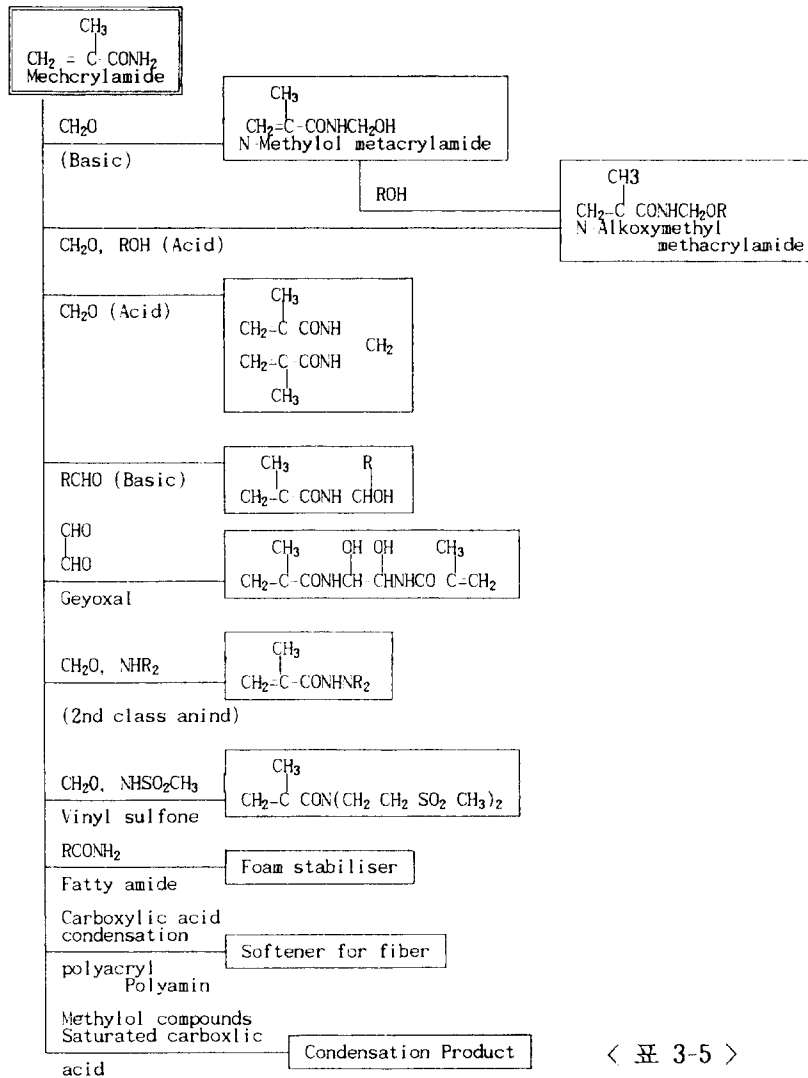 CH₃
CH₂ = C CONH₂
Mechcrylamide
CH₂O
(Basic)
CH₃
CH₂=C-CONHCH₂OH
N Methylol metacrylamide
ROH
CH3
CH₂-C CONHCH₂OR
N Alkoxymethyl
methacrylamide
CH₂O, ROH (Acid)
CH₂O (Acid)
CH₃
CH₂-C CONH
CH₂
CH₂=C CONH
CH₃
RCHO (Basic)
CH₃ R
CH₂-C CONH CHOH
CHO
CHO
Geyoxal
CH₃ OH OH CH₃
CH₂-C-CONHCH CHNHCO C=CH₂
CH₂O, NHR₂
(2nd class anind)
CH₃
CH₂=C-CONHNR₂
CH₂O, NHSO₂CH₃
Vinyl sulfone
CH₃
CH₂-C CON(CH₂ CH₂ SO₂ CH₃)₂
RCONH₂
Fatty amide
Foam stabiliser
Carboxylic acid
condensation
polyacryl
Polyamin
Softener for fiber
Methylol compounds
Saturated carboxlic
acid
Condensation Product
< 표 3-5 >